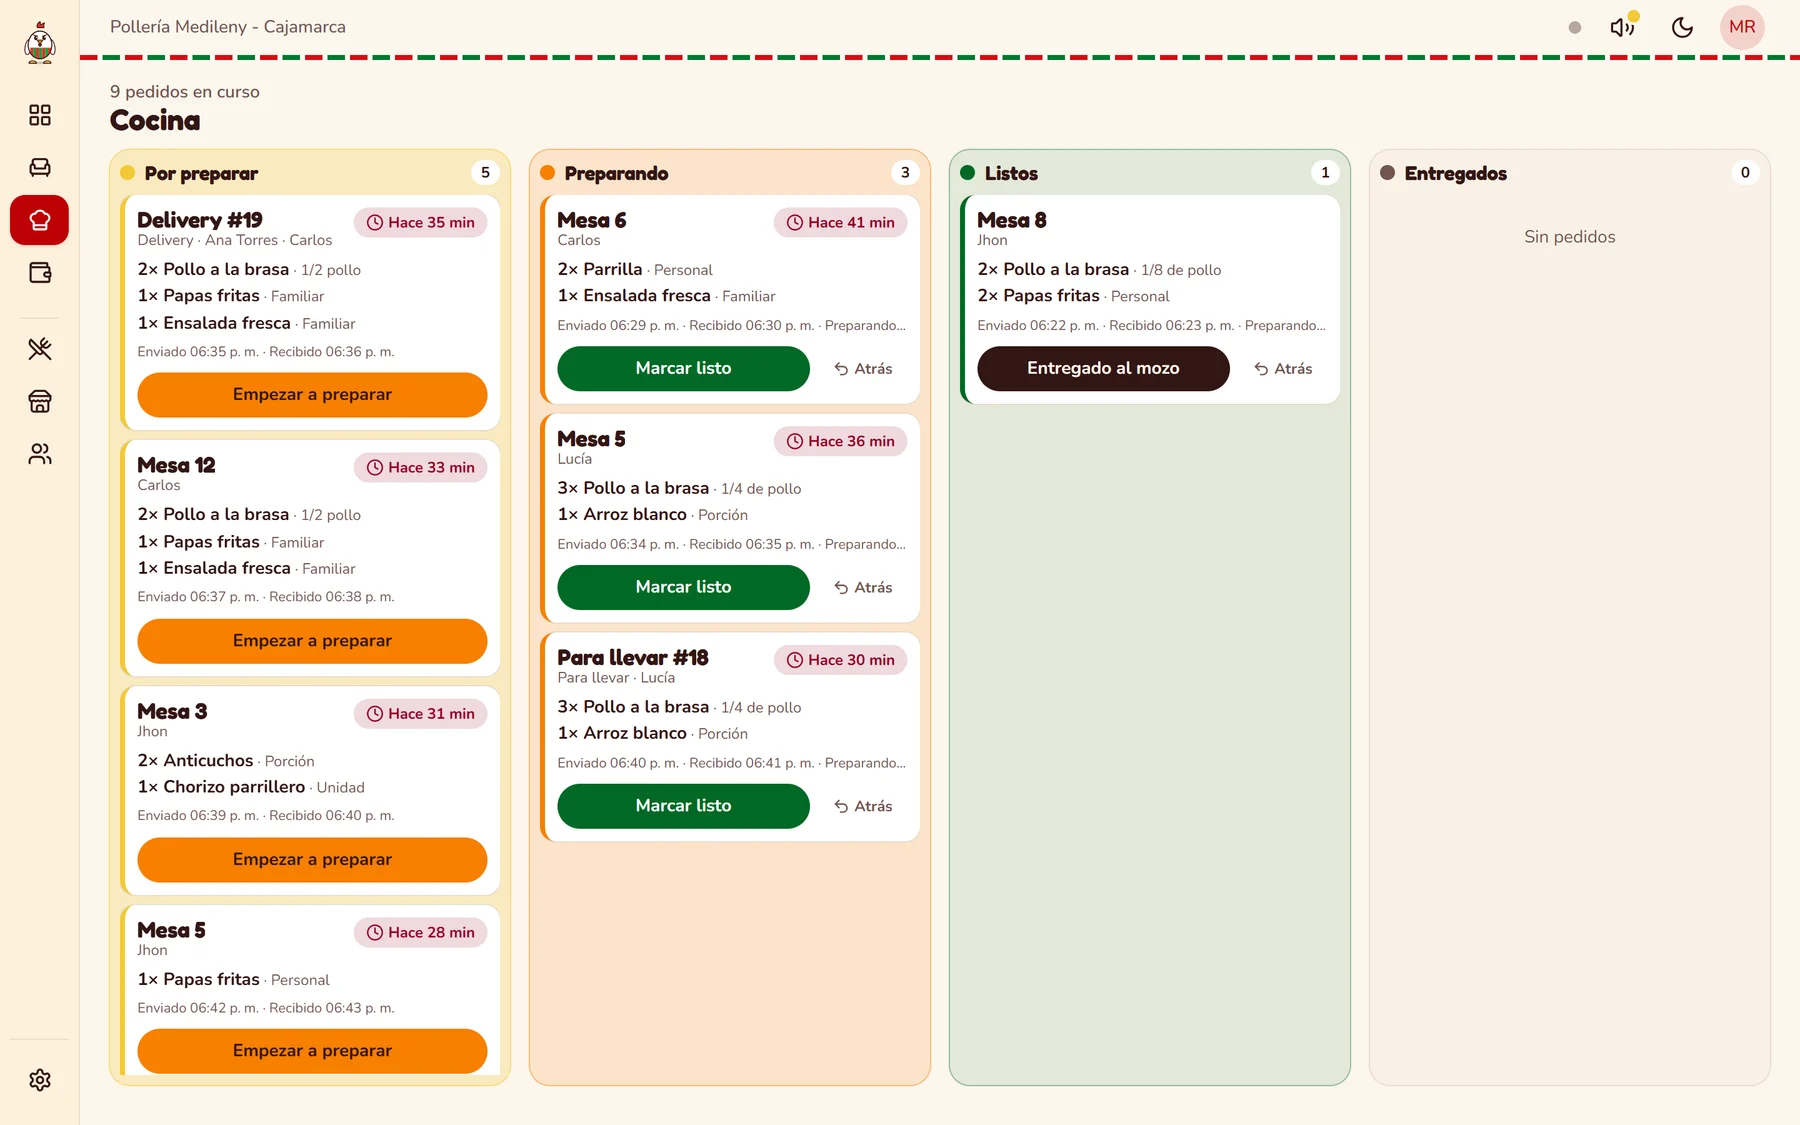 Pollería Medileny - Cajamarca
MR
9 pedidos en curso
Cocina
Por preparar
5
Delivery #19
Hace 35 min
Delivery · Ana Torres · Carlos
2× Pollo a la brasa · 1/2 pollo
1× Papas fritas · Familiar
1× Ensalada fresca · Familiar
Enviado 06:35 p. m. · Recibido 06:36 p. m.
Empezar a preparar
Mesa 12
Hace 33 min
Carlos
2× Pollo a la brasa · 1/2 pollo
1× Papas fritas · Familiar
1× Ensalada fresca · Familiar
Enviado 06:37 p. m. · Recibido 06:38 p. m.
Empezar a preparar
Mesa 3
Hace 31 min
Jhon
2× Anticuchos · Porción
1× Chorizo parrillero · Unidad
Enviado 06:39 p. m. · Recibido 06:40 p. m.
Empezar a preparar
Mesa 5
Hace 28 min
Jhon
1× Papas fritas · Personal
Enviado 06:42 p. m. · Recibido 06:43 p. m.
Empezar a preparar
Preparando
3
Mesa 6
Hace 41 min
Carlos
2× Parrilla · Personal
1× Ensalada fresca · Familiar
Enviado 06:29 p. m. · Recibido 06:30 p. m. · Preparando...
Marcar listo
Atrás
Mesa 5
Hace 36 min
Lucía
3× Pollo a la brasa · 1/4 de pollo
1× Arroz blanco · Porción
Enviado 06:34 p. m. · Recibido 06:35 p. m. · Preparando...
Marcar listo
Atrás
Para llevar #18
Hace 30 min
Para llevar · Lucía
3× Pollo a la brasa · 1/4 de pollo
1× Arroz blanco · Porción
Enviado 06:40 p. m. · Recibido 06:41 p. m. · Preparando...
Marcar listo
Atrás
Listos
1
Mesa 8
Jhon
2× Pollo a la brasa · 1/8 de pollo
2× Papas fritas · Personal
Enviado 06:22 p. m. · Recibido 06:23 p. m. · Preparando...
Entregado al mozo
Atrás
Entregados
0
Sin pedidos